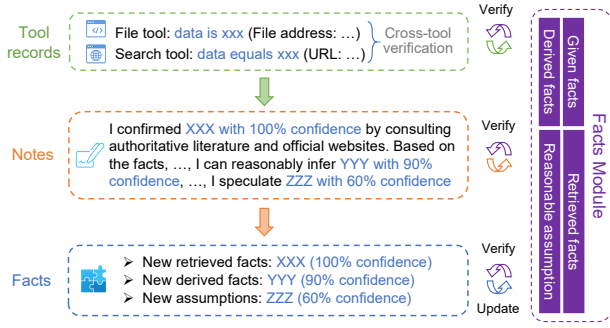 Tool records
File tool: data is xxx (File address: …)
Search tool: data equals xxx (URL: …)
Cross-tool verification
Verify
Notes
I confirmed XXX with 100% confidence by consulting
authoritative literature and official websites. Based on
the facts, …, I can reasonably infer YYY with 90%
confidence, …, I speculate ZZZ with 60% confidence
Verify
Facts
➢ New retrieved facts: XXX (100% confidence)
➢ New derived facts: YYY (90% confidence)
➢ New assumptions: ZZZ (60% confidence)
Verify
Update
Given facts
Derived facts
Retrieved facts
Reasonable assumption
Facts Module